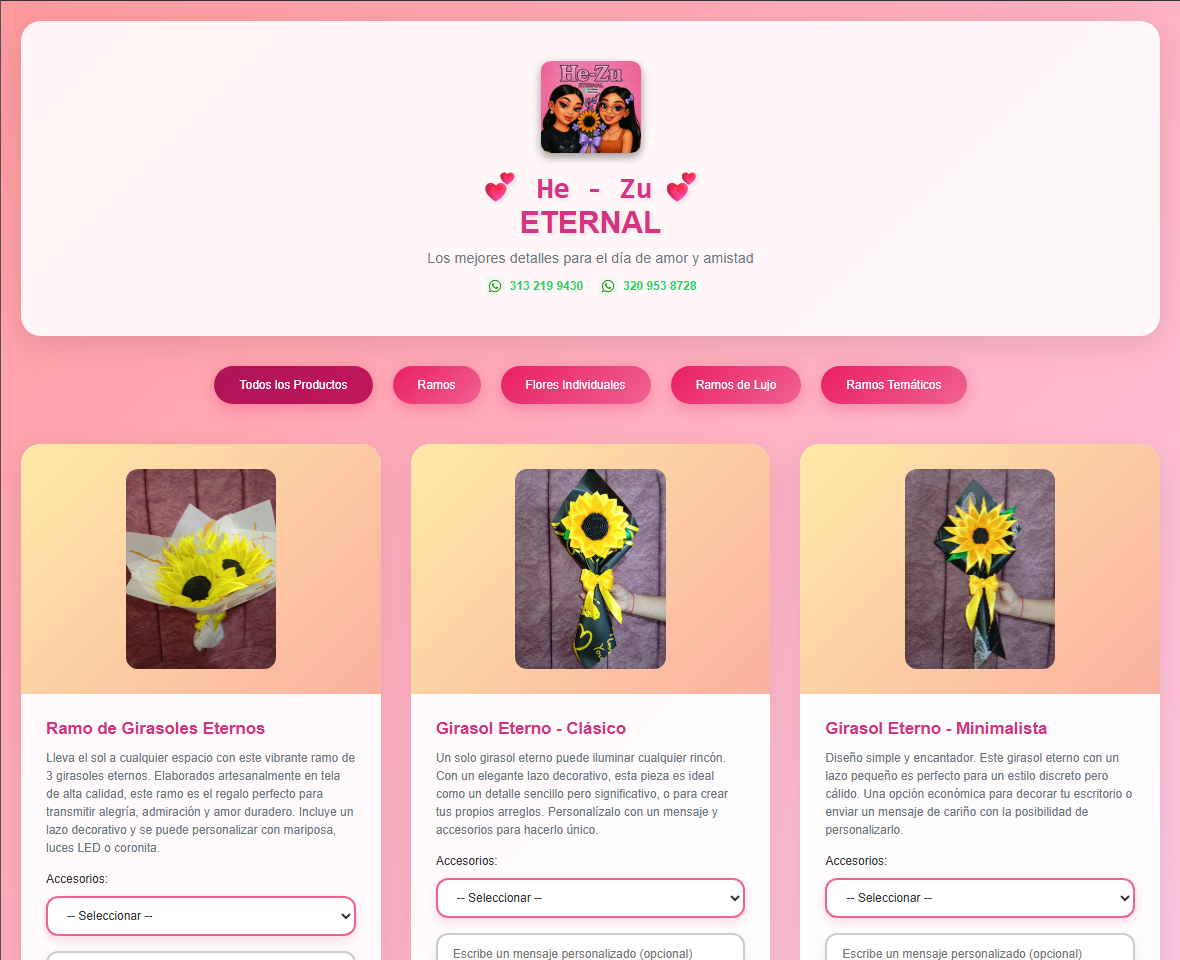 He-Zu
ETERNAL
He - Zu
ETERNAL
Los mejores detalles para el día de amor y amistad
313 219 9430 320 953 8728
Todos los Productos Ramos Flores Individuales Ramos de Lujo Ramos Temáticos
Ramo de Girasoles Eternos
Lleva el sol a cualquier espacio con este vibrante ramo de
3 girasoles eternos. Elaborados artesanalmente en tela
de alta calidad, este ramo es el regalo perfecto para
transmitir alegría, admiración y amor duradero. Incluye un
lazo decorativo y se puede personalizar con mariposa,
luces LED o coronita.
Accesorios:
-- Seleccionar --
Girasol Eterno - Clásico
Un solo girasol eterno puede iluminar cualquier rincón.
Con un elegante lazo decorativo, esta pieza es ideal
como un detalle sencillo pero significativo, o para crear
tus propios arreglos. Personalízalo con un mensaje y
accesorios para hacerlo único.
Accesorios:
-- Seleccionar --
Escribe un mensaje personalizado (opcional)
Girasol Eterno - Minimalista
Diseño simple y encantador. Este girasol eterno con un
lazo pequeño es perfecto para un estilo discreto pero
cálido. Una opción económica para decorar tu escritorio o
enviar un mensaje de cariño con la posibilidad de
personalizarlo.
Accesorios:
-- Seleccionar --
Escribe un mensaje personalizado (opcional)